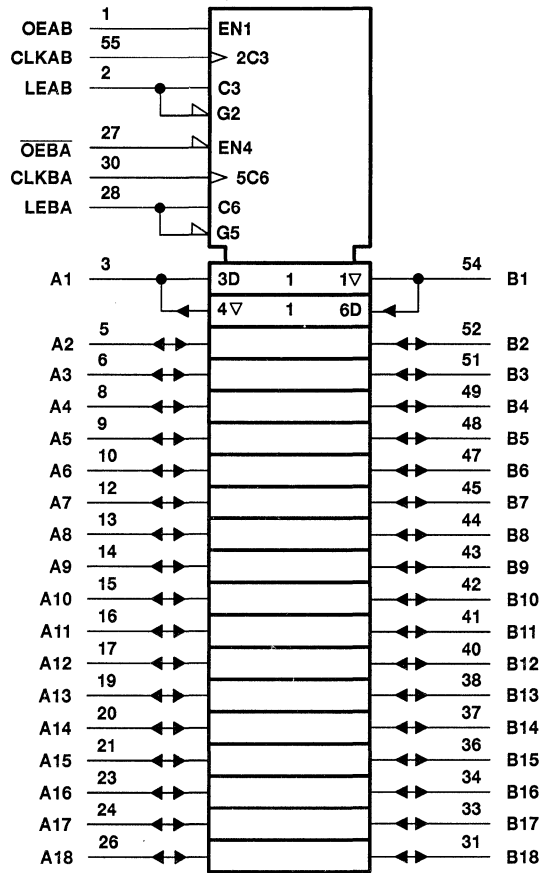 1
OEAB EN1
55
CLKAB 2C3
2
LEAB C3
G2
27
OEBA EN4
30
CLKBA 5C6
28
LEBA C6
G5
3 54
A1 3D 1 1▽ B1
4▽ 1 6D
5 52
A2 B2
6 51
A3 B3
8 49
A4 B4
9 48
A5 B5
10 47
A6 B6
12 45
A7 B7
13 44
A8 B8
14 43
A9 B9
15 42
A10 B10
16 41
A11 B11
17 40
A12 B12
19 38
A13 B13
20 37
A14 B14
21 36
A15 B15
23 34
A16 B16
24 33
A17 B17
26 31
A18 B18